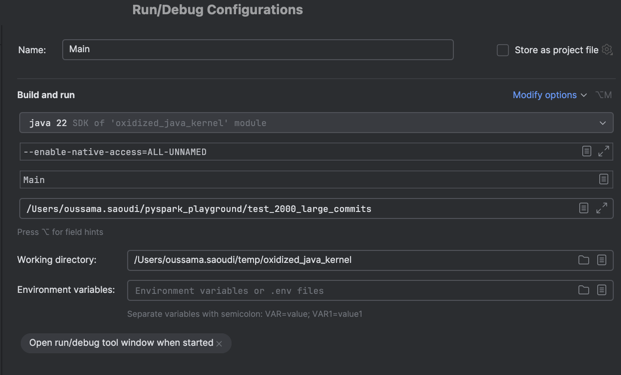 Run/Debug Configurations
Name: Main Store as project file
Build and run Modify options ⌥M
java 22 SDK of 'oxidized_java_kernel' module
--enable-native-access=ALL-UNNAMED
Main
/Users/oussama.saoudi/pyspark_playground/test_2000_large_commits
Press ⌥ for field hints
Working directory: /Users/oussama.saoudi/temp/oxidized_java_kernel
Environment variables: Environment variables or .env files
Separate variables with semicolon: VAR=value; VAR1=value1
Open run/debug tool window when started ×